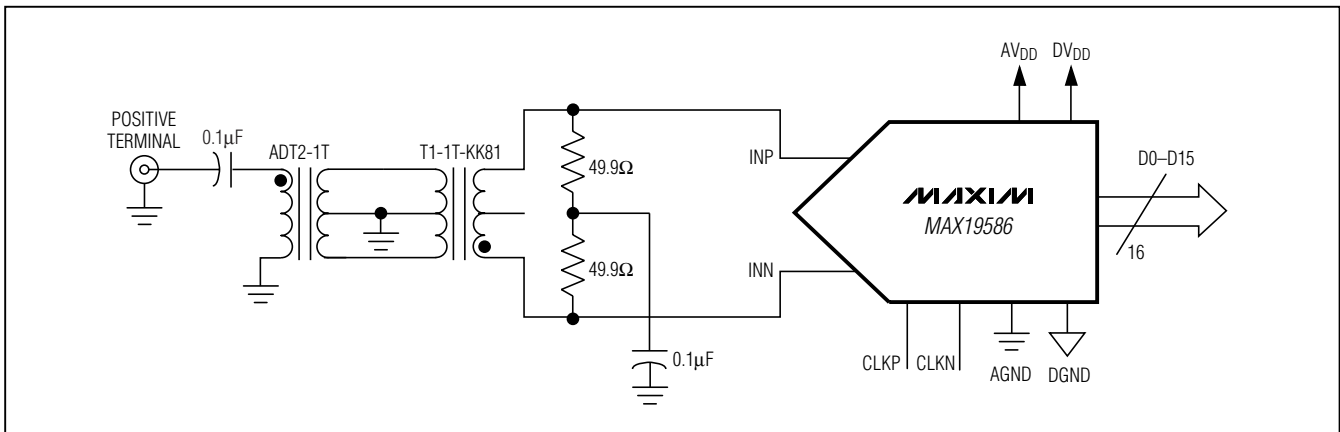 AVDD DVDD
POSITIVE
TERMINAL
0.1µF
ADT2-1T
T1-1T-KK81
49.9Ω
49.9Ω
0.1µF
INP
INN
MAXIM
MAX19586
D0–D15
16
CLKP CLKN
AGND DGND